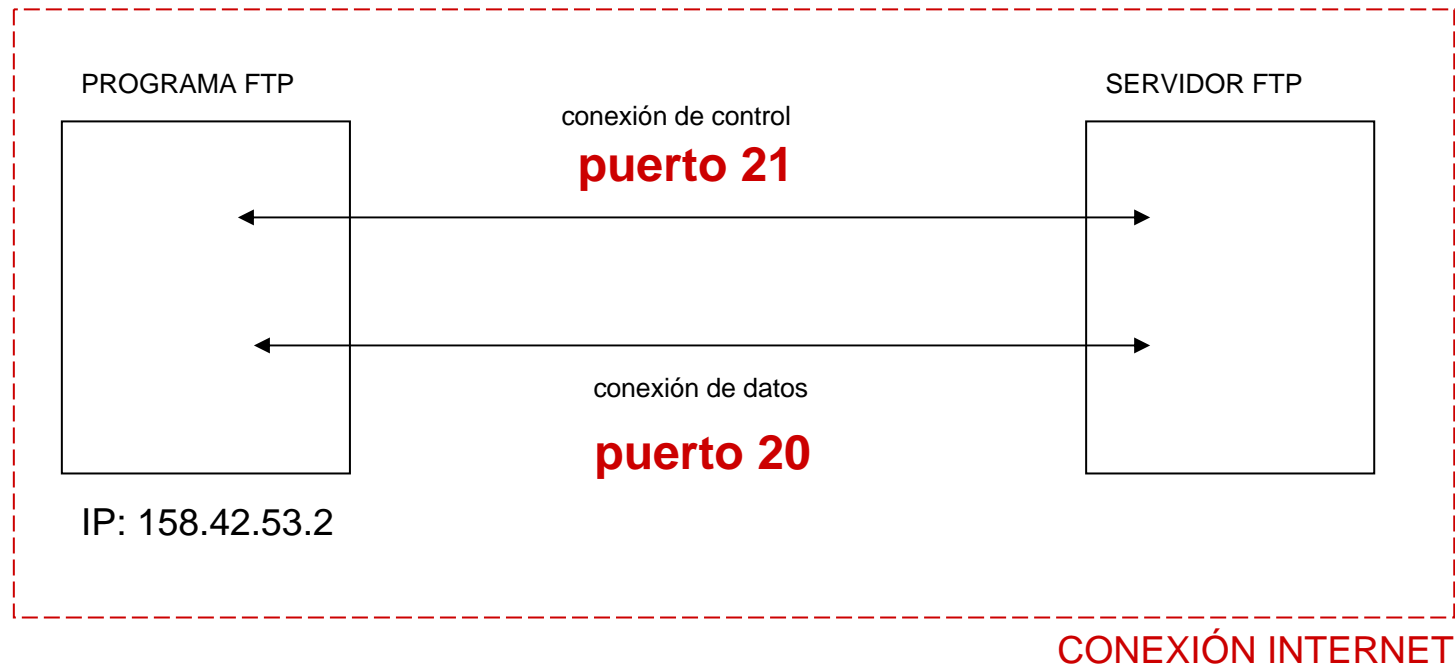 PROGRAMA FTP
SERVIDOR FTP
conexión de control
puerto 21
conexión de datos
puerto 20
IP: 158.42.53.2
CONEXIÓN INTERNET